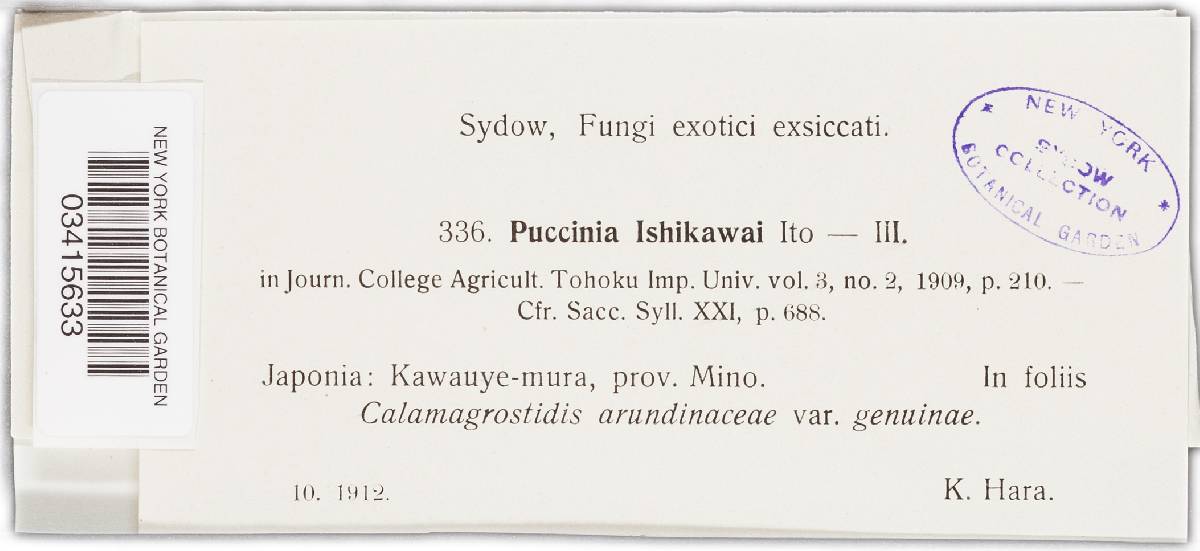 Sydow, Fungi exotici exsiccati.
336. Puccinia Ishikawai Ito — III.
in Journ. College Agricult. Tohoku Imp. Univ. vol. 3, no. 2, 1909, p. 210. —
Cfr. Sacc. Syll. XXI, p. 688.
Japonia: Kawauye-mura, prov. Mino. In foliis
Calamagrostidis arundinaceae var. genuinae.
10. 1912. K. Hara.
NEW YORK BOTANICAL GARDEN
03415633
* NEW YORK *
SYDOW
COLLECTION
BOTANICAL GARDEN